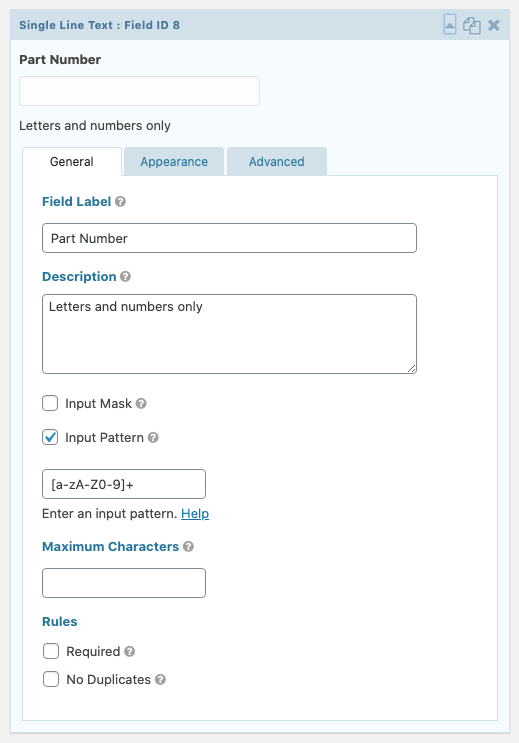 Single Line Text : Field ID 8
Part Number
Letters and numbers only
General
Appearance
Advanced
Field Label ?
Part Number
Description ?
Letters and numbers only
Input Mask ?
Input Pattern ?
[a-zA-Z0-9]+
Enter an input pattern. Help
Maximum Characters ?
Rules
Required ?
No Duplicates ?